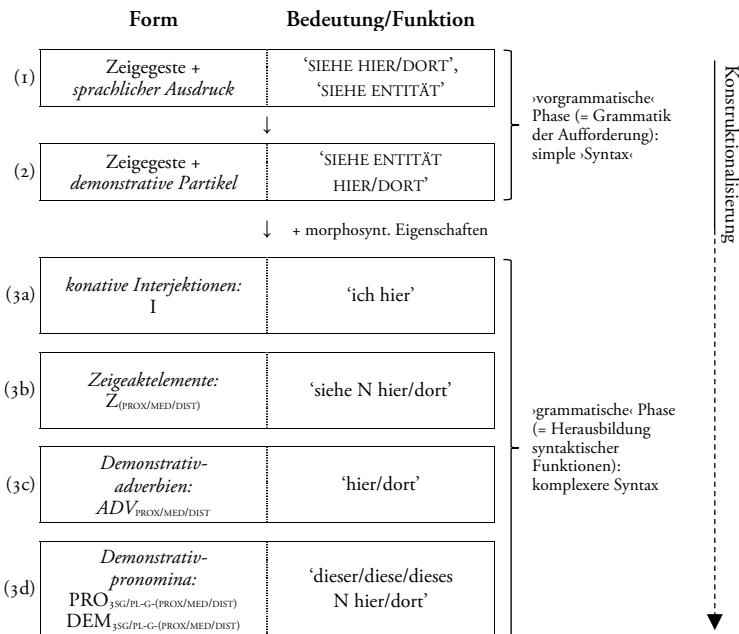 Form Bedeutung/Funktion
(1) Zeigegeste + ‘SIEHE HIER/DORT’,
sprachlicher Ausdruck ‘SIEHE ENTITÄT’
↓
(2) Zeigegeste + ‘SIEHE ENTITÄT
demonstrative Partikel HIER/DORT’
›vorgrammatische‹
Phase (= Grammatik
der Aufforderung):
simple ›Syntax‹
↓ + morphosynt. Eigenschaften
(3a) konative Interjektionen: ‘ich hier’
I
(3b) Zeigeaktelemente: ‘siehe N hier/dort’
Z(PROX/MED/DIST)
(3c) Demonstrativ-
adverbien: ‘hier/dort’
ADVPROX/MED/DIST
(3d) Demonstrativ-
pronomina: ‘dieser/diese/dieses
PRO3SG/PL-G-(PROX/MED/DIST) N hier/dort’
DEM3SG/PL-G-(PROX/MED/DIST)
›grammatische‹ Phase
(= Herausbildung
syntaktischer
Funktionen):
komplexere Syntax
Konstruktionalisierung